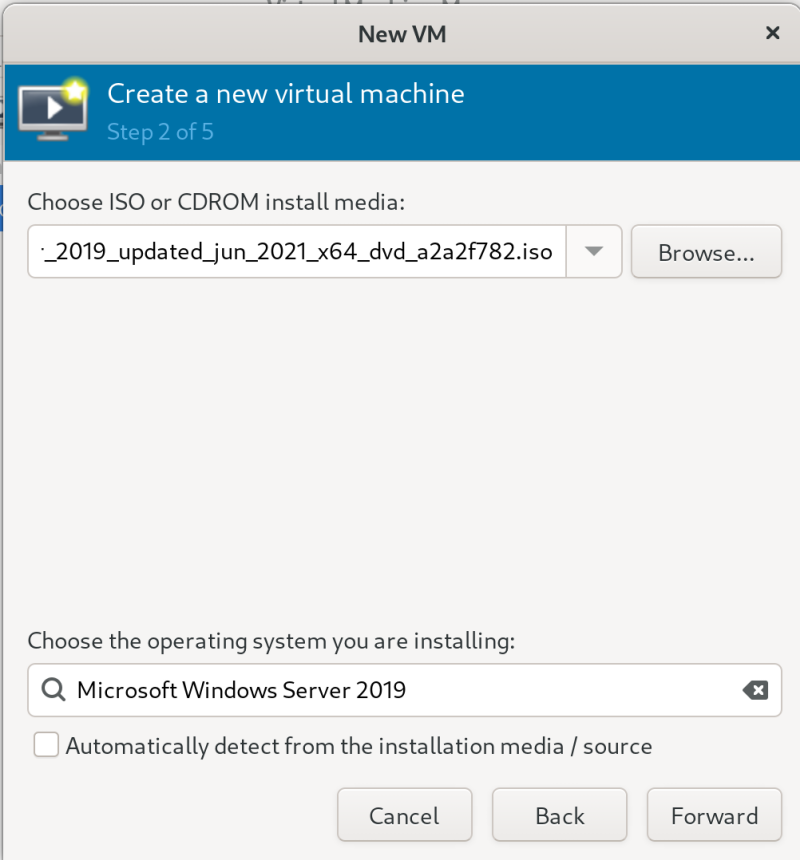 New VM
Create a new virtual machine
Step 2 of 5
Choose ISO or CDROM install media:
_2019_updated_jun_2021_x64_dvd_a2a2f782.iso
Browse...
Choose the operating system you are installing:
Microsoft Windows Server 2019
Automatically detect from the installation media / source
Cancel
Back
Forward